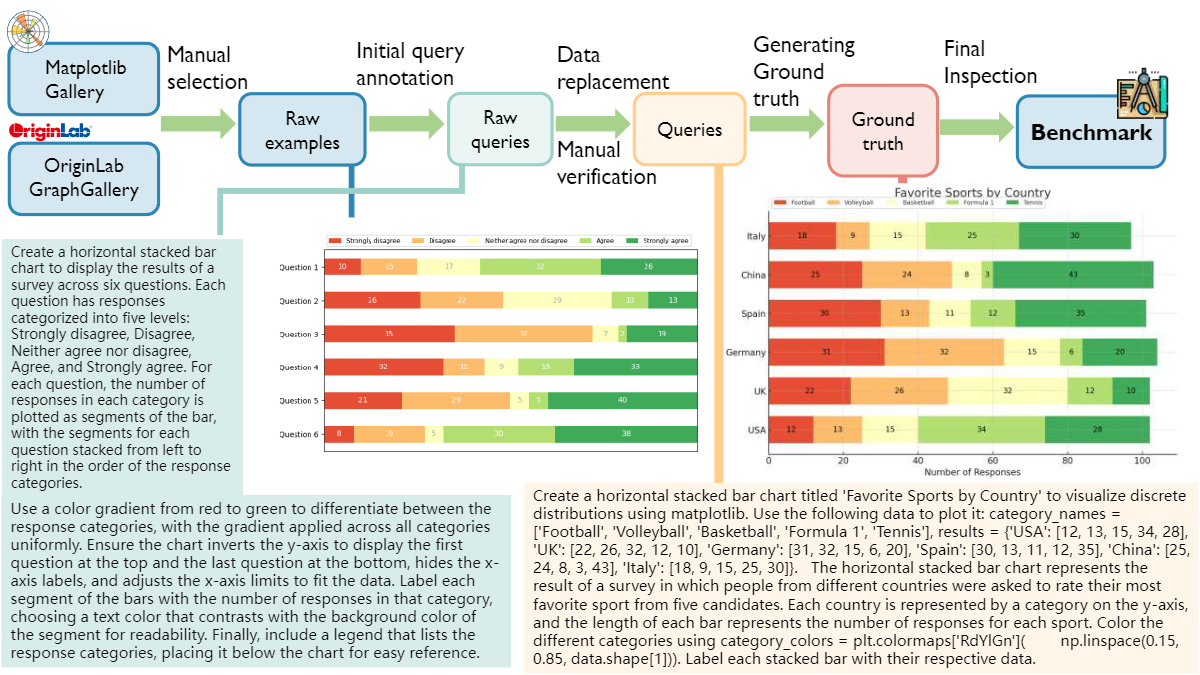 Matplotlib
Gallery
OriginLab®
OriginLab
GraphGallery
Manual
selection
Raw
examples
Initial query
annotation
Raw
queries
Data
replacement
Manual
verification
Queries
Generating
Ground
truth
Ground
truth
Final
Inspection
Benchmark
Create a horizontal stacked bar
chart to display the results of a
survey across six questions. Each
question has responses
categorized into five levels:
Strongly disagree, Disagree,
Neither agree nor disagree,
Agree, and Strongly agree. For
each question, the number of
responses in each category is
plotted as segments of the bar,
with the segments for each
question stacked from left to
right in the order of the response
categories.
Use a color gradient from red to green to differentiate between the
response categories, with the gradient applied across all categories
uniformly. Ensure the chart inverts the y-axis to display the first
question at the top and the last question at the bottom, hides the x-
axis labels, and adjusts the x-axis limits to fit the data. Label each
segment of the bars with the number of responses in that category,
choosing a text color that contrasts with the background color of
the segment for readability. Finally, include a legend that lists the
response categories, placing it below the chart for easy reference.
Strongly disagree Disagree Neither agree nor disagree Agree Strongly agree
Question 1 10 15 17 32 26
Question 2 26 22 29 10 13
Question 3 35 37 7 2 19
Question 4 32 11 9 15 33
Question 5 21 29 5 5 40
Question 6 8 19 5 30 38
Favorite Sports by Country
Football Volleyball Basketball Formula 1 Tennis
Italy 18 9 15 25 30
China 25 24 8 3 43
Spain 30 13 11 12 35
Germany 31 32 15 6 20
UK 22 26 32 12 10
USA 12 13 15 34 28
0 20 40 60 80 100
Number of Responses
Create a horizontal stacked bar chart titled 'Favorite Sports by Country' to visualize discrete
distributions using matplotlib. Use the following data to plot it: category_names =
['Football', 'Volleyball', 'Basketball', 'Formula 1', 'Tennis'], results = {'USA': [12, 13, 15, 34, 28],
'UK': [22, 26, 32, 12, 10], 'Germany': [31, 32, 15, 6, 20], 'Spain': [30, 13, 11, 12, 35], 'China': [25,
24, 8, 3, 43], 'Italy': [18, 9, 15, 25, 30]}. The horizontal stacked bar chart represents the
result of a survey in which people from different countries were asked to rate their most
favorite sport from five candidates. Each country is represented by a category on the y-axis,
and the length of each bar represents the number of responses for each sport. Color the
different categories using category_colors = plt.colormaps['RdYlGn']( np.linspace(0.15,
0.85, data.shape[1])). Label each stacked bar with their respective data.